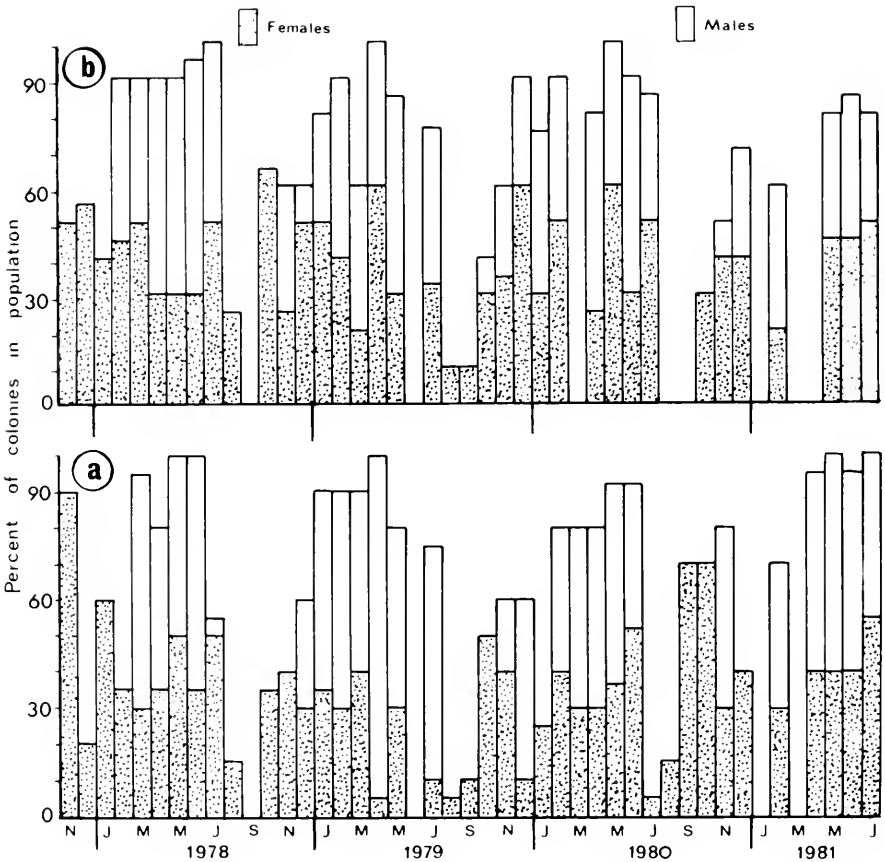 Females
Males
b
90
60
30
0
Percent of colonies in population
a
90
60
30
0
N J M M J S N J M M J S N J M M J S N J M M J
1978 1979 1980 1981